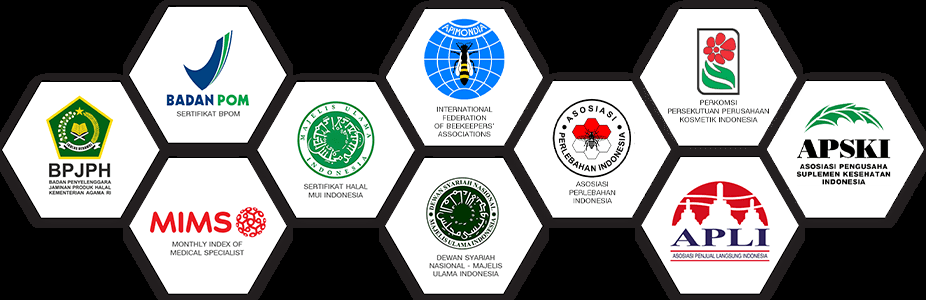 BPJPH
BADAN PENYELENGGARA
JAMINAN PRODUK HALAL
KEMENTERIAN AGAMA RI
BADAN POM
SERTIFIKAT BPOM
MIMS
MONTHLY INDEX OF
MEDICAL SPECIALIST
MAJELIS ULAMA INDONESIA
SERTIFIKAT HALAL
MUI INDONESIA
APIMONDIA
INTERNATIONAL
FEDERATION
OF BEEKEEPERS'
ASSOCIATIONS
DEWAN SYARIAH NASIONAL
MAJELIS ULAMA INDONESIA
DEWAN SYARIAH
NASIONAL - MAJELIS
ULAMA INDONESIA
ASOSIASI
PERLEBAHAN INDONESIA
ASOSIASI
PERLEBAHAN
INDONESIA
PERKOMSI
PERSEKUTUAN PERUSAHAAN
KOSMETIK INDONESIA
APLI
ASOSIASI PENJUAL LANGSUNG INDONESIA
APSKI
ASOSIASI PENGUSAHA
SUPLEMEN KESEHATAN
INDONESIA